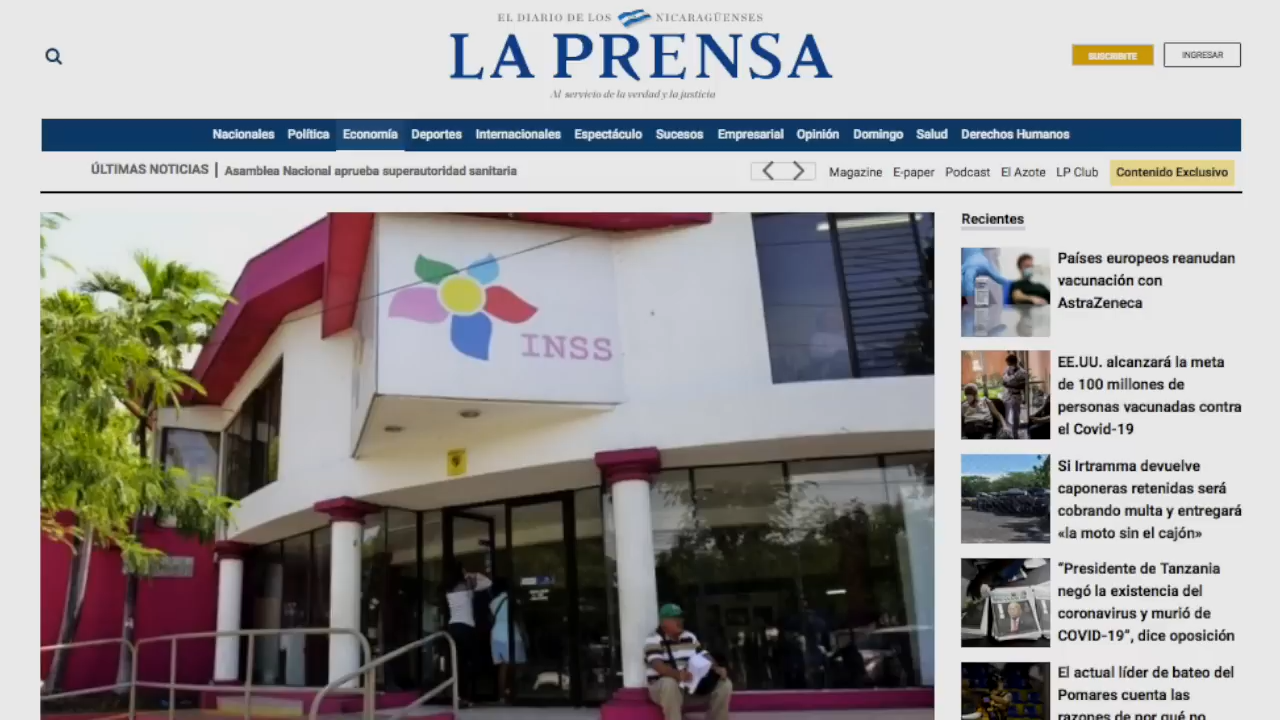 EL DIARIO DE LOS NICARAGÜENSES
LA PRENSA
Al servicio de la verdad y la justicia
SUSCRIBITE
INGRESAR
Nacionales Política Economía Deportes Internacionales Espectáculo Sucesos Empresarial Opinión Domingo Salud Derechos Humanos
ÚLTIMAS NOTICIAS | Asamblea Nacional aprueba superautoridad sanitaria
Magazine E-paper Podcast El Azote LP Club Contenido Exclusivo
INSS
Recientes
Países europeos reanudan
vacunación con
AstraZeneca
EE.UU. alcanzará la meta
de 100 millones de
personas vacunadas contra
el Covid-19
Si Irtramma devuelve
caponeras retenidas será
cobrando multa y entregará
«la moto sin el cajón»
“Presidente de Tanzania
negó la existencia del
coronavirus y murió de
COVID-19”, dice oposición
El actual líder de bateo del
Pomares cuenta las
razones de por qué no